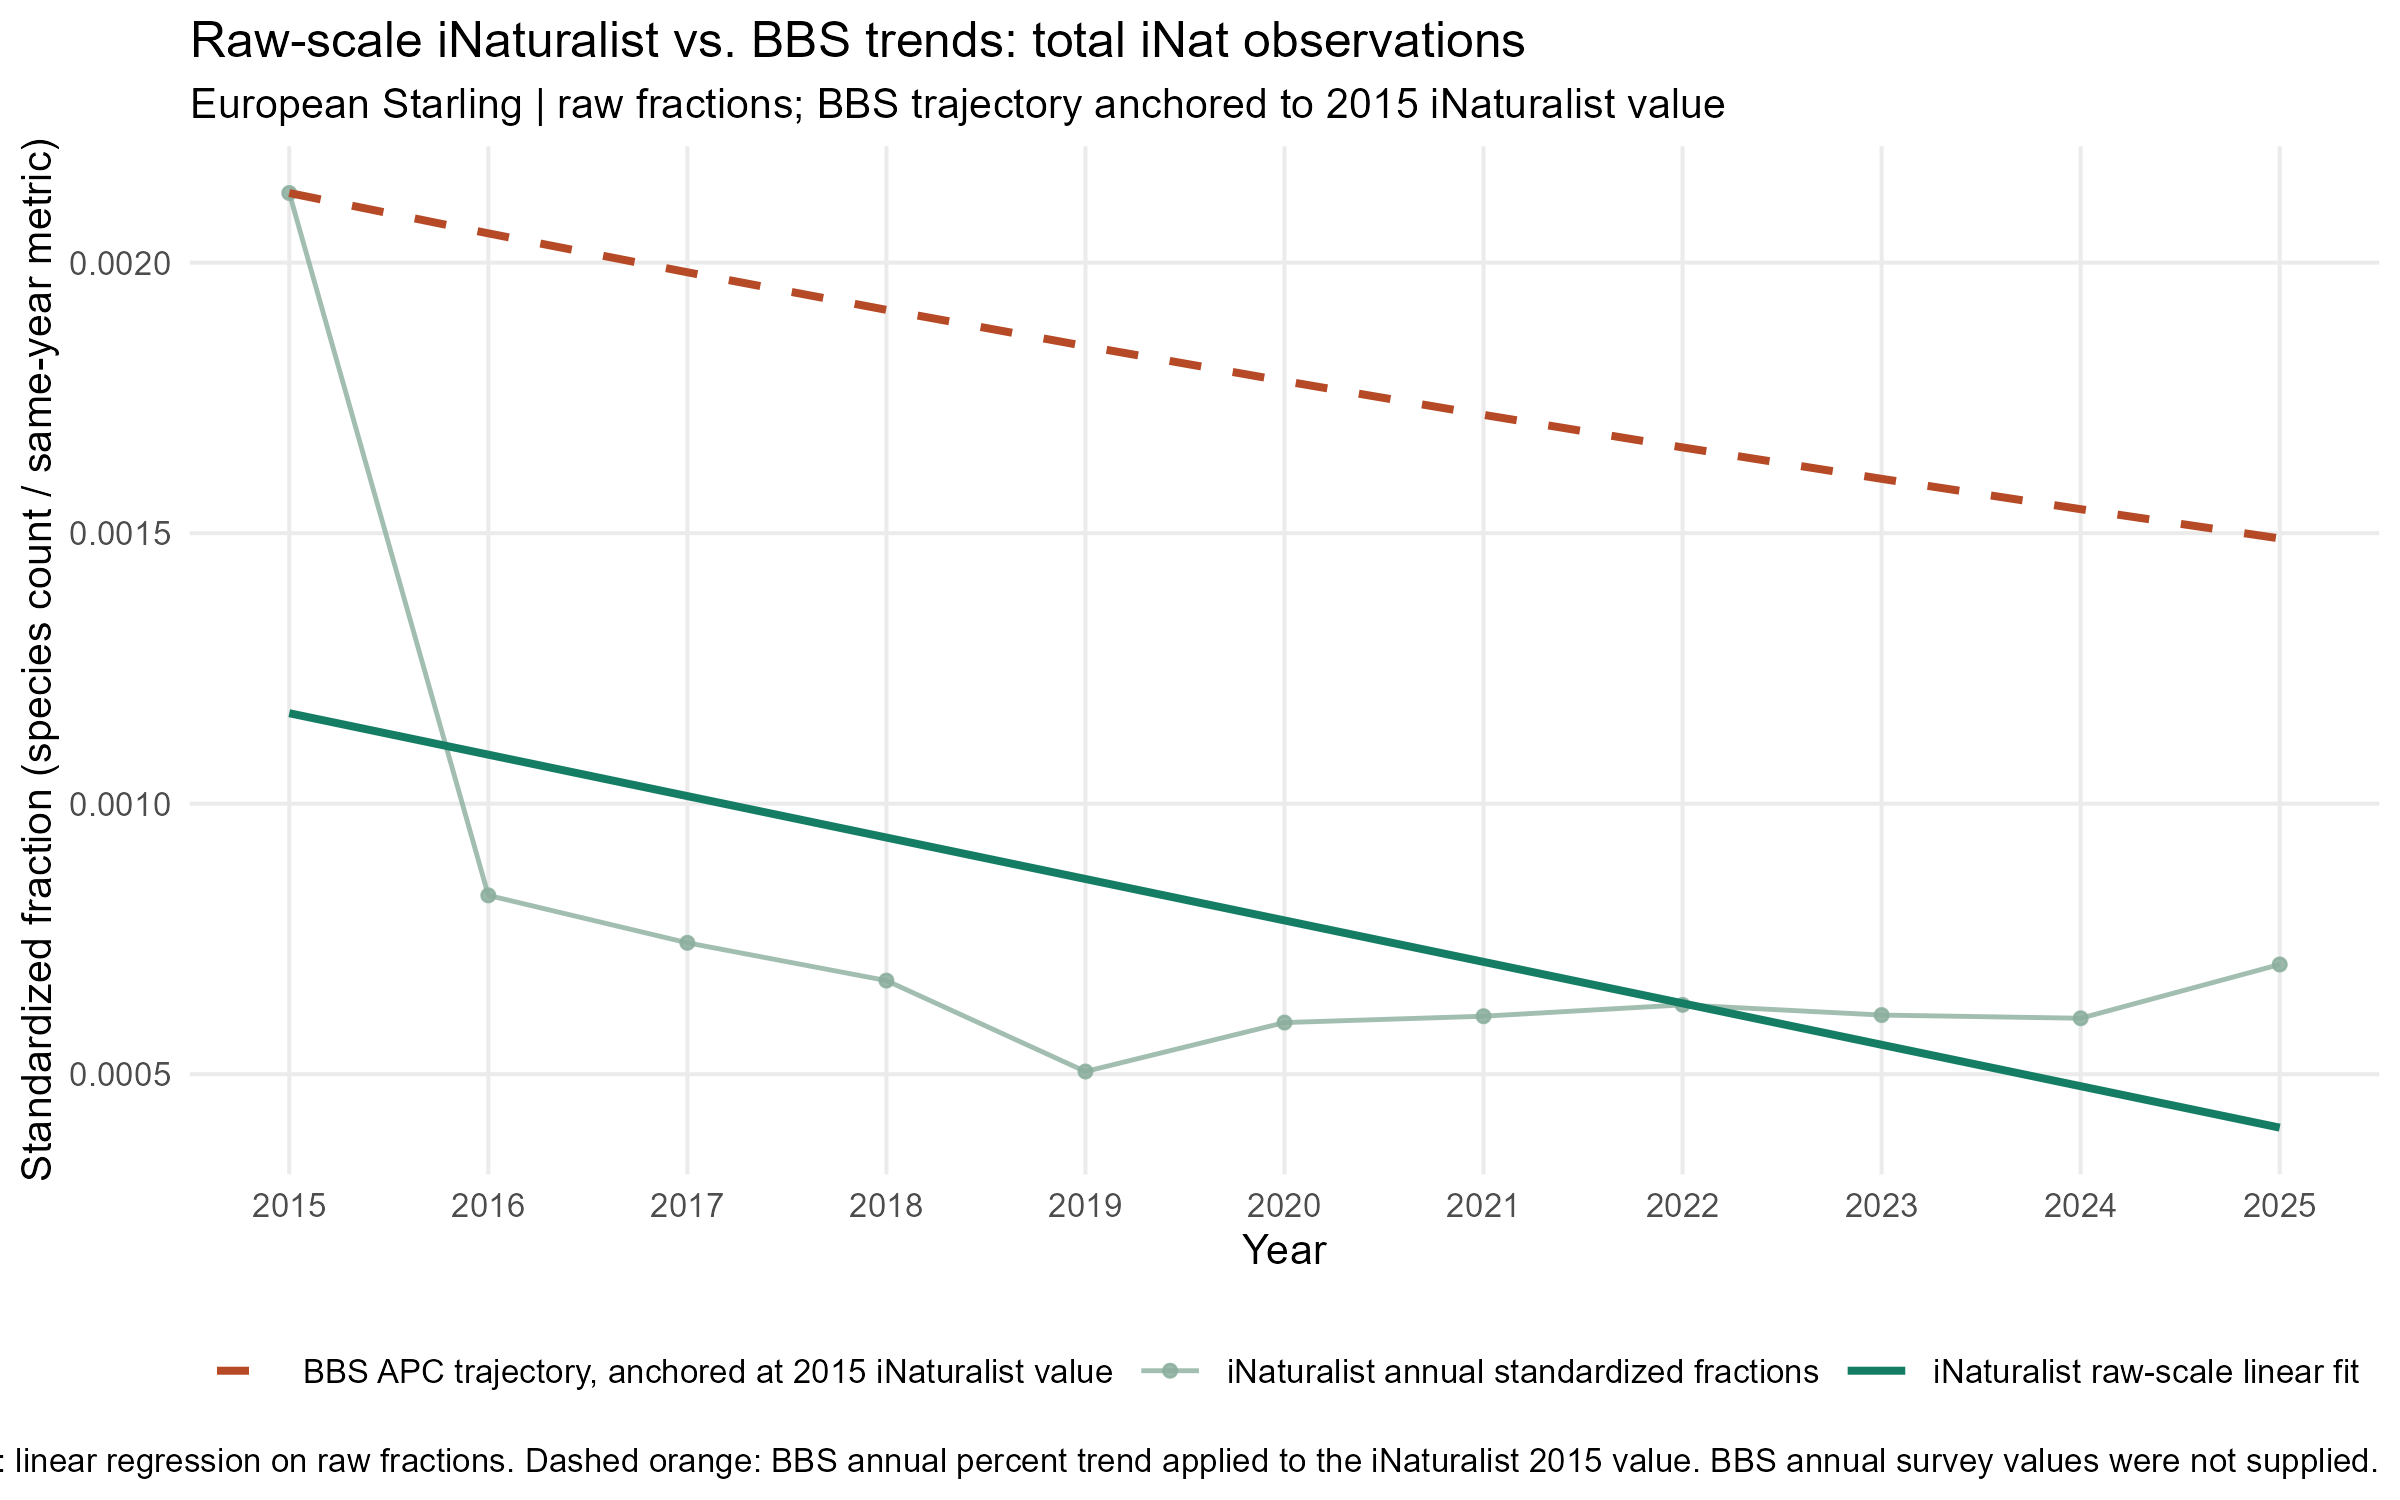 Raw-scale iNaturalist vs. BBS trends: total iNat observations
European Starling | raw fractions; BBS trajectory anchored to 2015 iNaturalist value
Standardized fraction (species count / same-year metric)
0.0020
0.0015
0.0010
0.0005
2015 2016 2017 2018 2019 2020 2021 2022 2023 2024 2025
Year
BBS APC trajectory, anchored at 2015 iNaturalist value iNaturalist annual standardized fractions iNaturalist raw-scale linear fit
: linear regression on raw fractions. Dashed orange: BBS annual percent trend applied to the iNaturalist 2015 value. BBS annual survey values were not supplied.